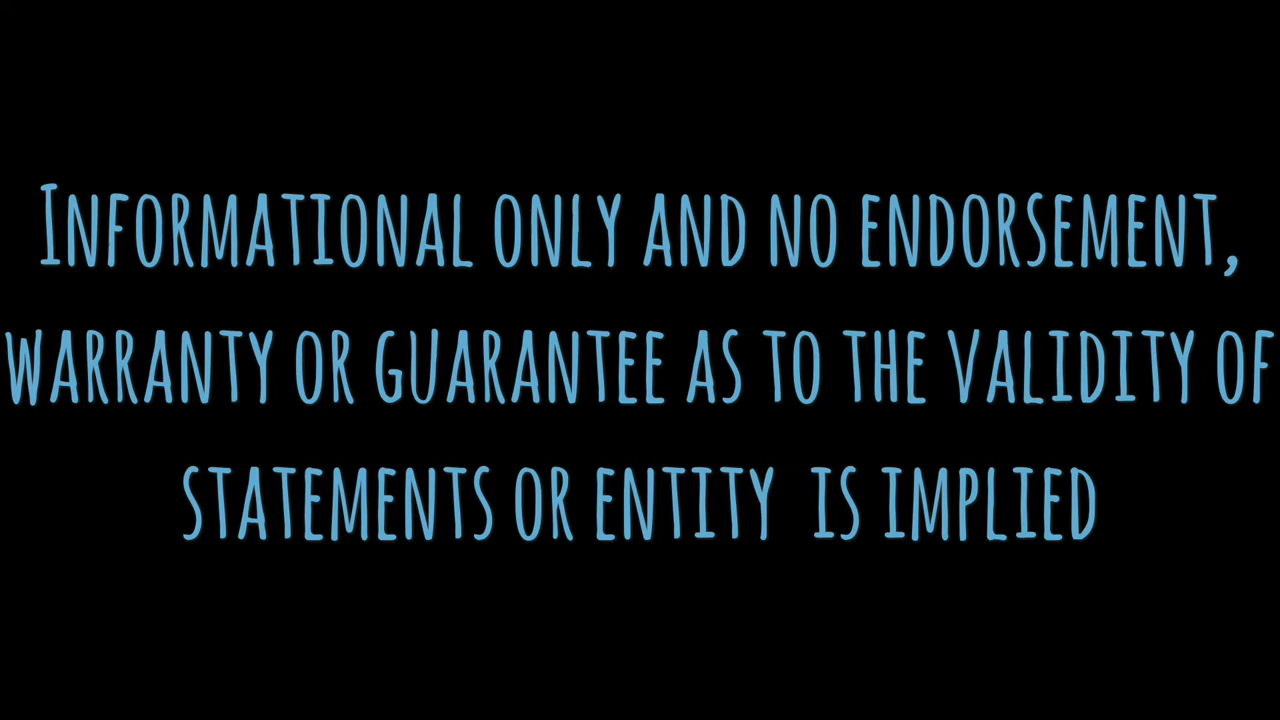 Informational only and no endorsement,
warranty or guarantee as to the validity of
statements or entity  is implied